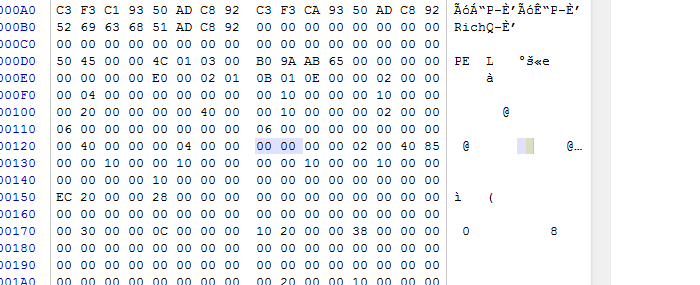 000A0 C3 F3 C1 93 50 AD C8 92 C3 F3 CA 93 50 AD C8 92 ÃóÁ“P-È’ÃóÊ“P-È’
000B0 52 69 63 68 51 AD C8 92 00 00 00 00 00 00 00 00 RichQ-È’
000C0 00 00 00 00 00 00 00 00 00 00 00 00 00 00 00 00
000D0 50 45 00 00 4C 01 03 00 B0 9A AB 65 00 00 00 00 PE L °š«e
000E0 00 00 00 00 E0 00 02 01 0B 01 0E 00 00 02 00 00 à
000F0 00 04 00 00 00 00 00 00 00 10 00 00 00 10 00 00
00100 00 20 00 00 00 00 40 00 00 10 00 00 00 02 00 00 @
00110 06 00 00 00 00 00 00 00 06 00 00 00 00 00 00 00
00120 00 40 00 00 00 04 00 00 00 00 00 00 02 00 40 85 @ @…
00130 00 00 10 00 00 10 00 00 00 00 10 00 00 10 00 00
00140 00 00 00 00 10 00 00 00 00 00 00 00 00 00 00 00
00150 EC 20 00 00 28 00 00 00 00 00 00 00 00 00 00 00 ì (
00160 00 00 00 00 00 00 00 00 00 00 00 00 00 00 00 00
00170 00 30 00 00 0C 00 00 00 10 20 00 00 38 00 00 00 0 8
00180 00 00 00 00 00 00 00 00 00 00 00 00 00 00 00 00
00190 00 00 00 00 00 00 00 00 00 00 00 00 00 00 00 00
001A0 00 00 00 00 00 00 00 00 00 20 00 00 10 00 00 00